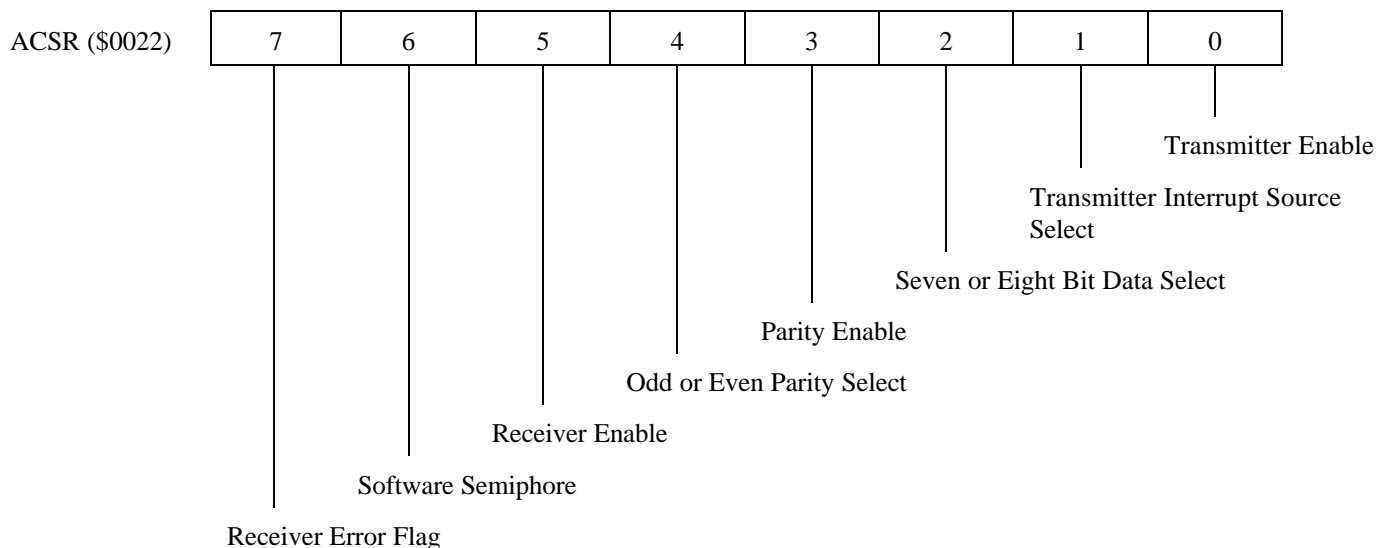 ACSR ($0022) 7 6 5 4 3 2 1 0
Transmitter Enable
Transmitter Interrupt Source
Select
Seven or Eight Bit Data Select
Parity Enable
Odd or Even Parity Select
Receiver Enable
Software Semiphore
Receiver Error Flag